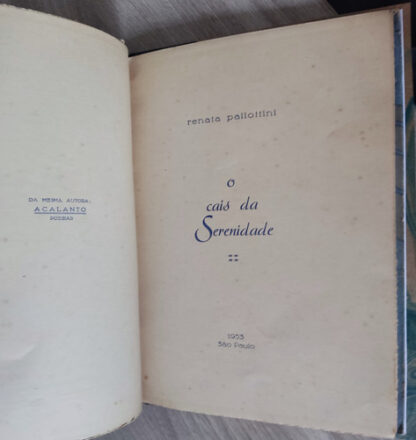 DA MESMA AUTORA:
ACALANTO
POESIAS
renata pallottini
o
cais da
Serenidade
1953
São Paulo